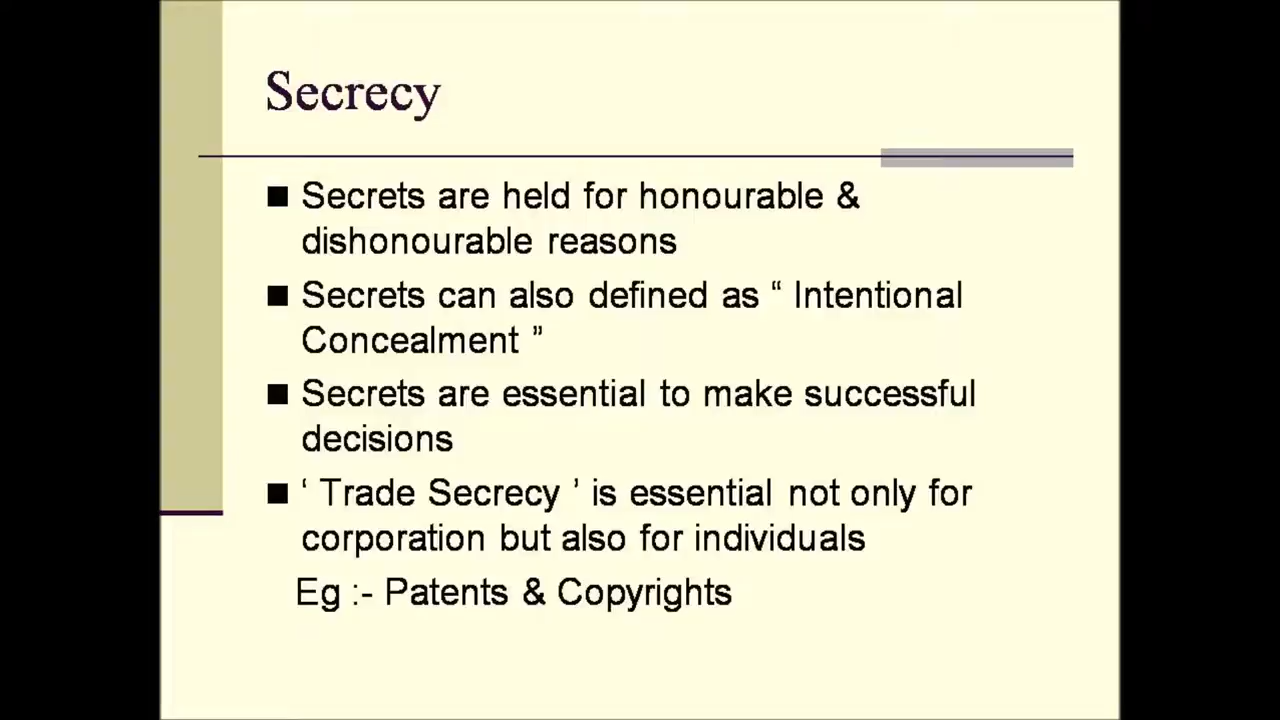 Secrecy
■ Secrets are held for honourable &
dishonourable reasons
■ Secrets can also defined as “ Intentional
Concealment ”
■ Secrets are essential to make successful
decisions
■ ‘ Trade Secrecy ’ is essential not only for
corporation but also for individuals
Eg :- Patents & Copyrights